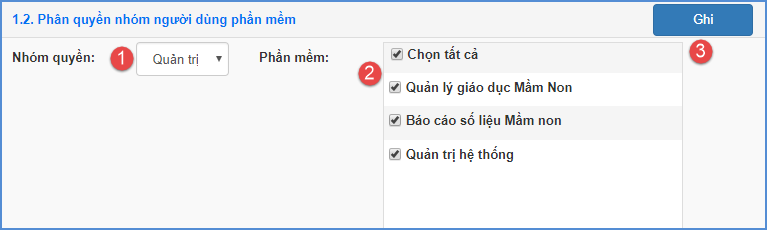 1.2. Phân quyền nhóm người dùng phần mềm
Ghi
Nhóm quyền:
1
Quản trị
Phần mềm:
2
Chọn tất cả
3
Quản lý giáo dục Mầm Non
Báo cáo số liệu Mầm non
Quản trị hệ thống